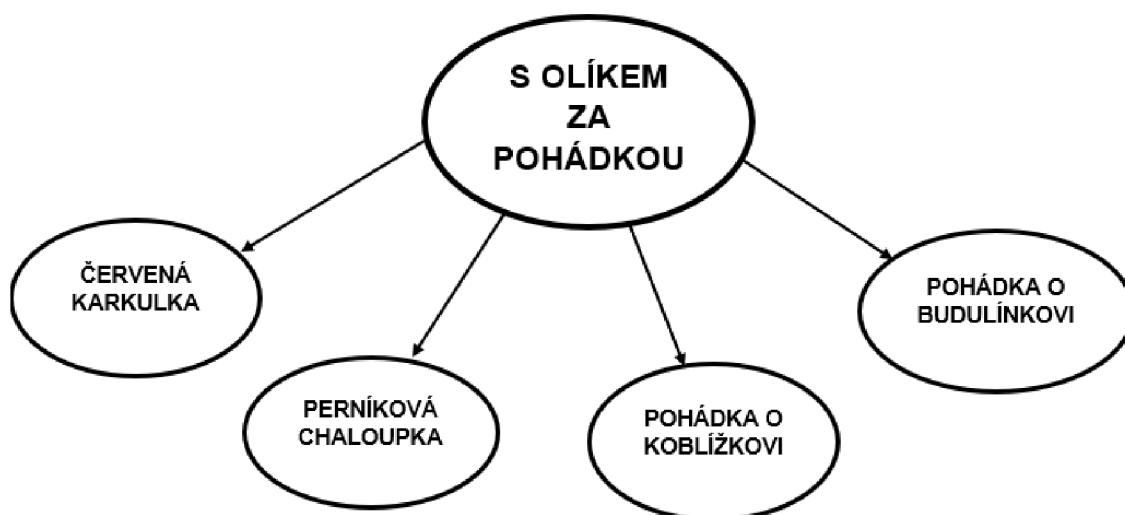 S OLÍKEM
ZA
POHÁDKOU
ČERVENÁ
KARKULKA
PERNÍKOVÁ
CHALOUPKA
POHÁDKA O
KOBLÍŽKOVI
POHÁDKA O
BUDULÍNKOVI